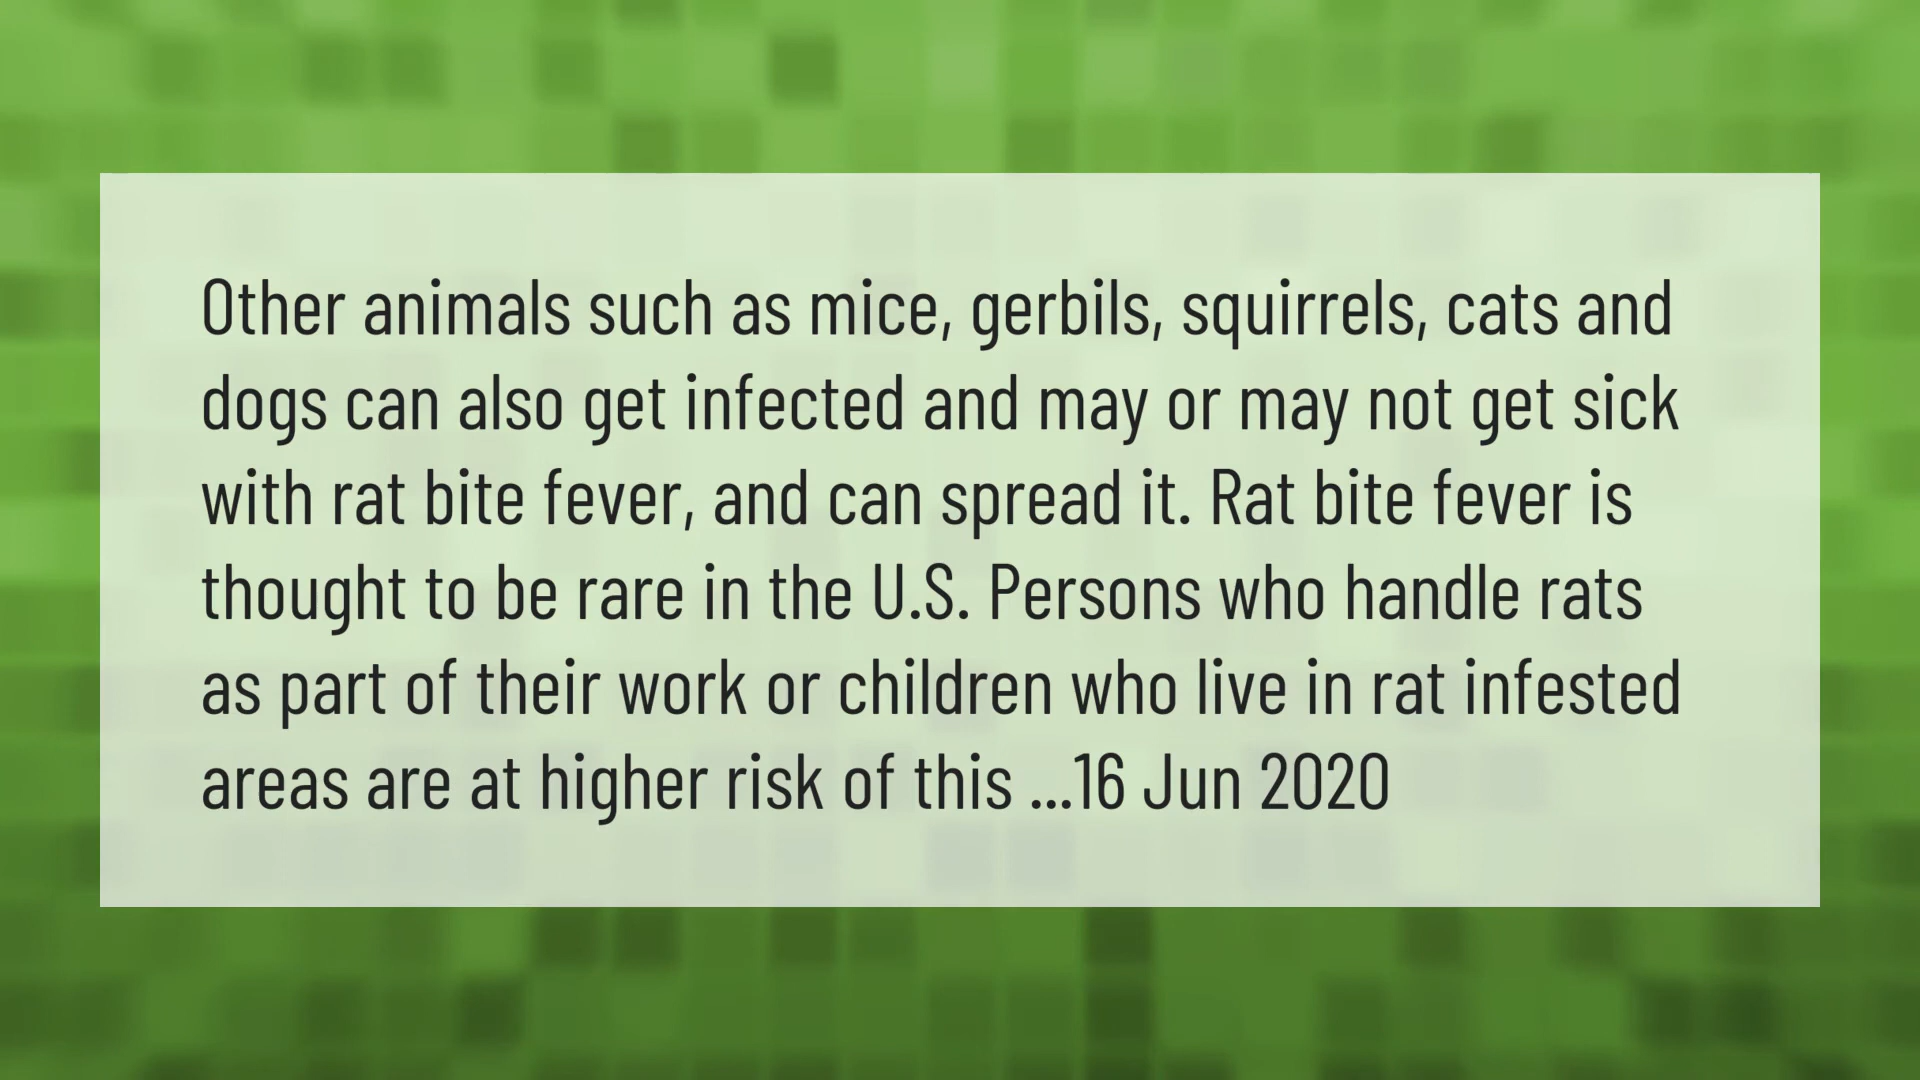 Other animals such as mice, gerbils, squirrels, cats and
dogs can also get infected and may or may not get sick
with rat bite fever, and can spread it. Rat bite fever is
thought to be rare in the U.S. Persons who handle rats
as part of their work or children who live in rat infested
areas are at higher risk of this ...16 Jun 2020